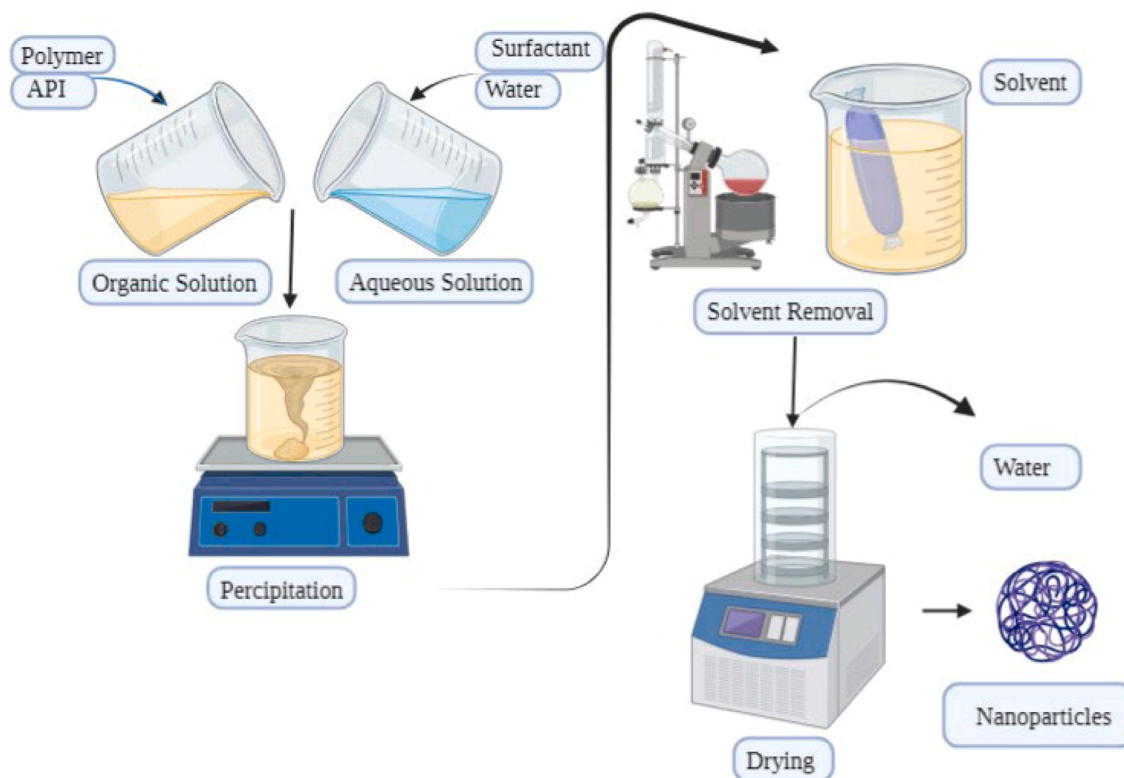 Polymer
API
Surfactant
Water
Organic Solution
Aqueous Solution
Percipitation
Solvent
Solvent Removal
Water
Nanoparticles
Drying